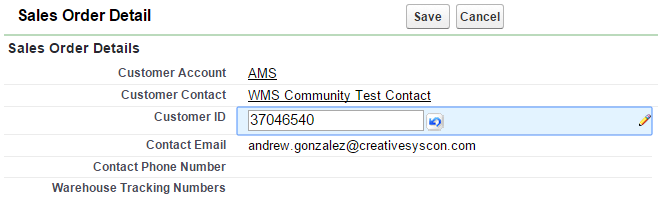 Sales Order Detail Save Cancel
Sales Order Details
Customer Account AMS
Customer Contact WMS Community Test Contact
Customer ID 37046540
Contact Email andrew.gonzalez@creativesyscon.com
Contact Phone Number
Warehouse Tracking Numbers